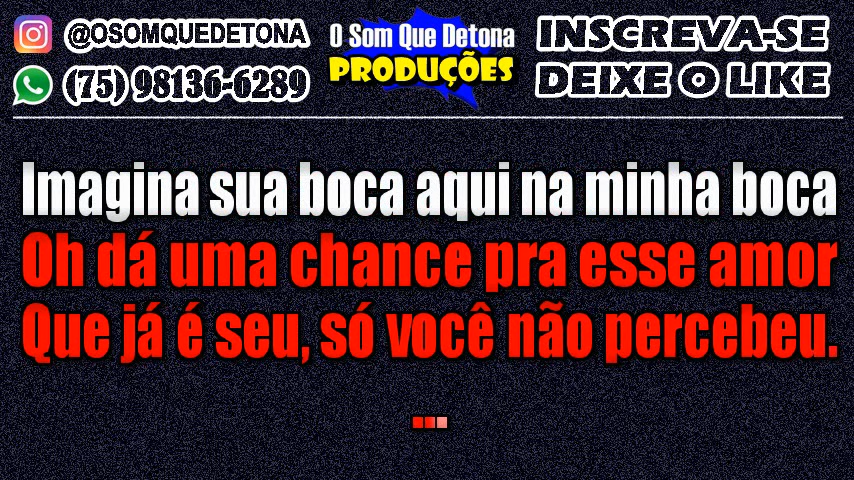 @OSOMQUEDETONA
(75) 98136-6289
O Som Que Detona
PRODUÇÕES
INSCREVA-SE
DEIXE O LIKE
Imagina sua boca aqui na minha boca
Oh dá uma chance pra esse amor
Que já é seu, só você não percebeu.